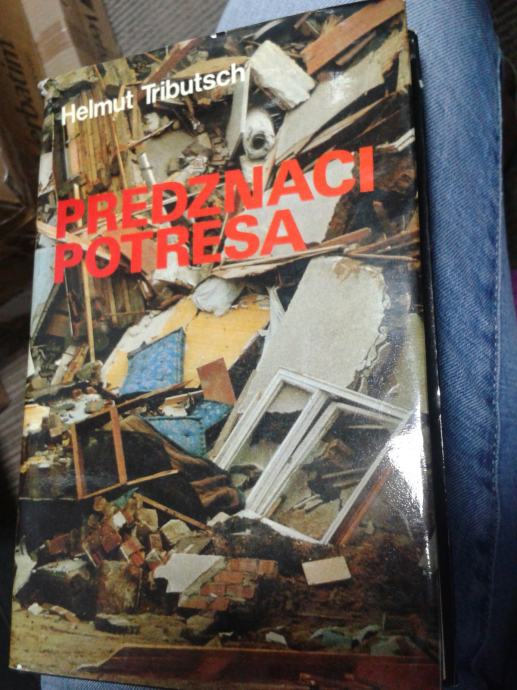 Helmut Tributsch
PREDZNACI
POTRESA